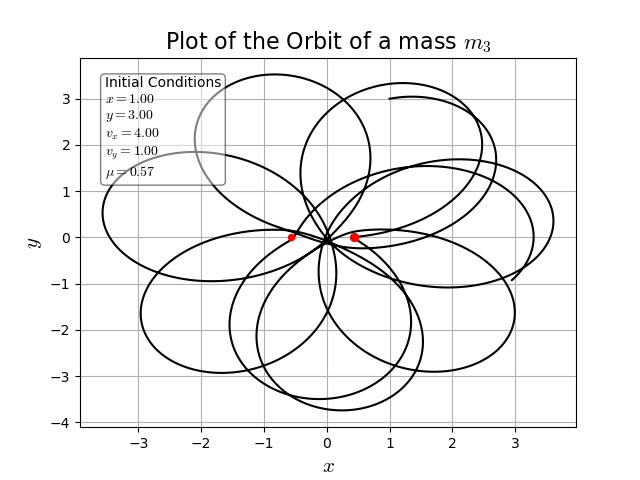 Plot of the Orbit of a mass m₃
Initial Conditions
x = 1.00
y = 3.00
vₓ = 4.00
v_y = 1.00
μ = 0.57
3
2
1
0
−1
−2
−3
−4
y
−3 −2 −1 0 1 2 3
x